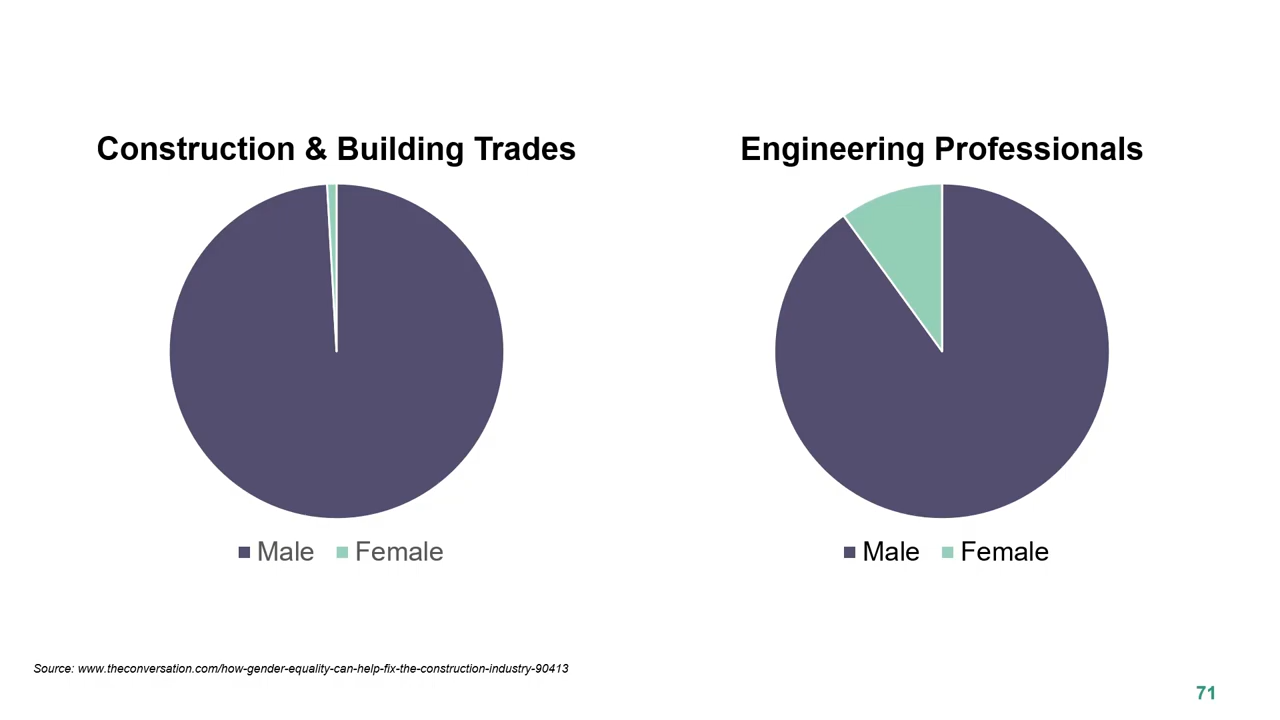 Construction & Building Trades
Male Female
Engineering Professionals
Male Female
Source: www.theconversation.com/how-gender-equality-can-help-fix-the-construction-industry-90413
71